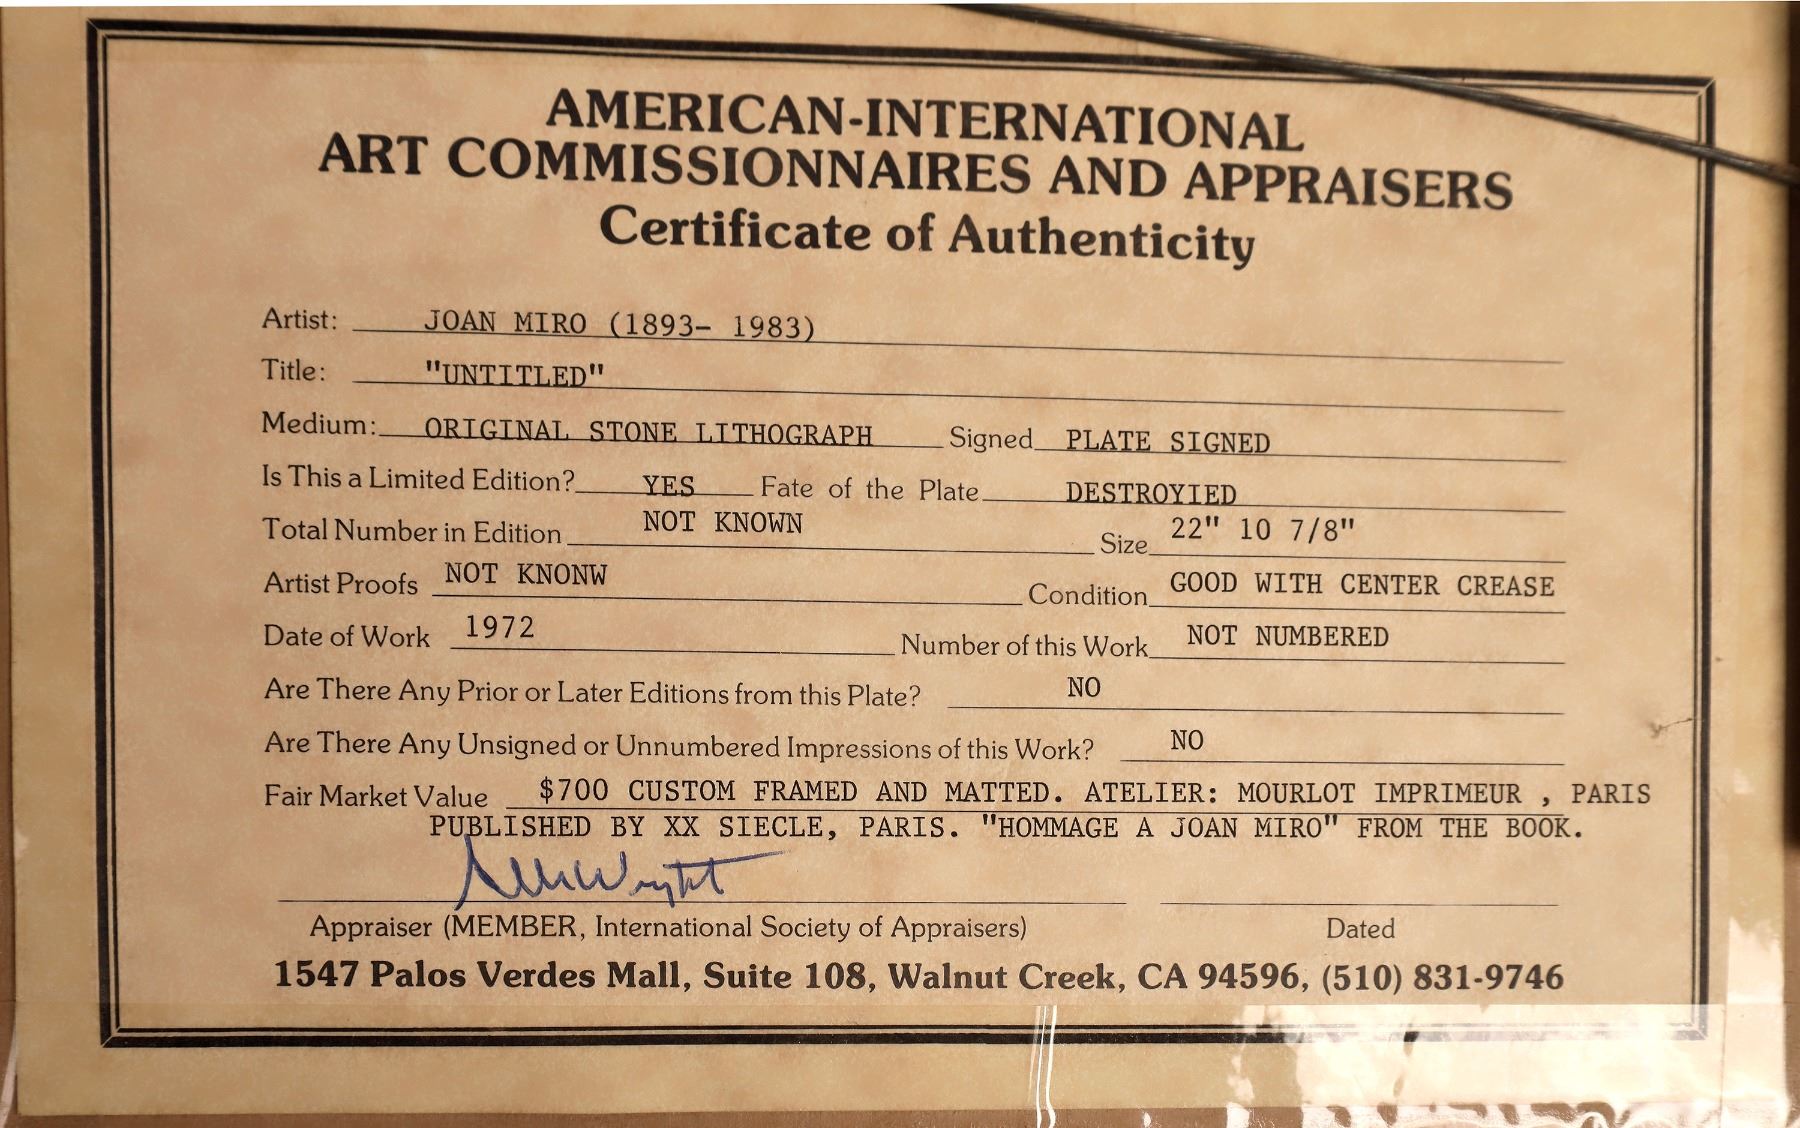 AMERICAN-INTERNATIONAL
ART COMMISSIONNAIRES AND APPRAISERS
Certificate of Authenticity
Artist: JOAN MIRO (1893- 1983)
Title: "UNTITLED"
Medium: ORIGINAL STONE LITHOGRAPH Signed PLATE SIGNED
Is This a Limited Edition? YES Fate of the Plate DESTROYIED
Total Number in Edition NOT KNOWN Size 22" 10 7/8"
Artist Proofs NOT KNONW Condition GOOD WITH CENTER CREASE
Date of Work 1972 Number of this Work NOT NUMBERED
Are There Any Prior or Later Editions from this Plate? NO
Are There Any Unsigned or Unnumbered Impressions of this Work? NO
Fair Market Value $700 CUSTOM FRAMED AND MATTED. ATELIER: MOURLOT IMPRIMEUR , PARIS
PUBLISHED BY XX SIECLE, PARIS. "HOMMAGE A JOAN MIRO" FROM THE BOOK.
Wright
Appraiser (MEMBER, International Society of Appraisers) Dated
1547 Palos Verdes Mall, Suite 108, Walnut Creek, CA 94596, (510) 831-9746